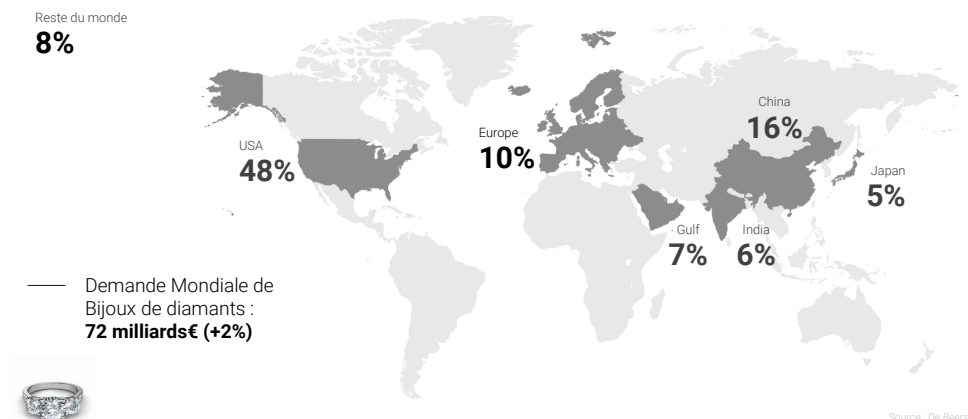 Reste du monde
8%
China
16%
Europe
10%
USA
48%
Japan
5%
Gulf
7%
India
6%
Demande Mondiale de
Bijoux de diamants :
72 milliards€ (+2%)
Source : De Beers